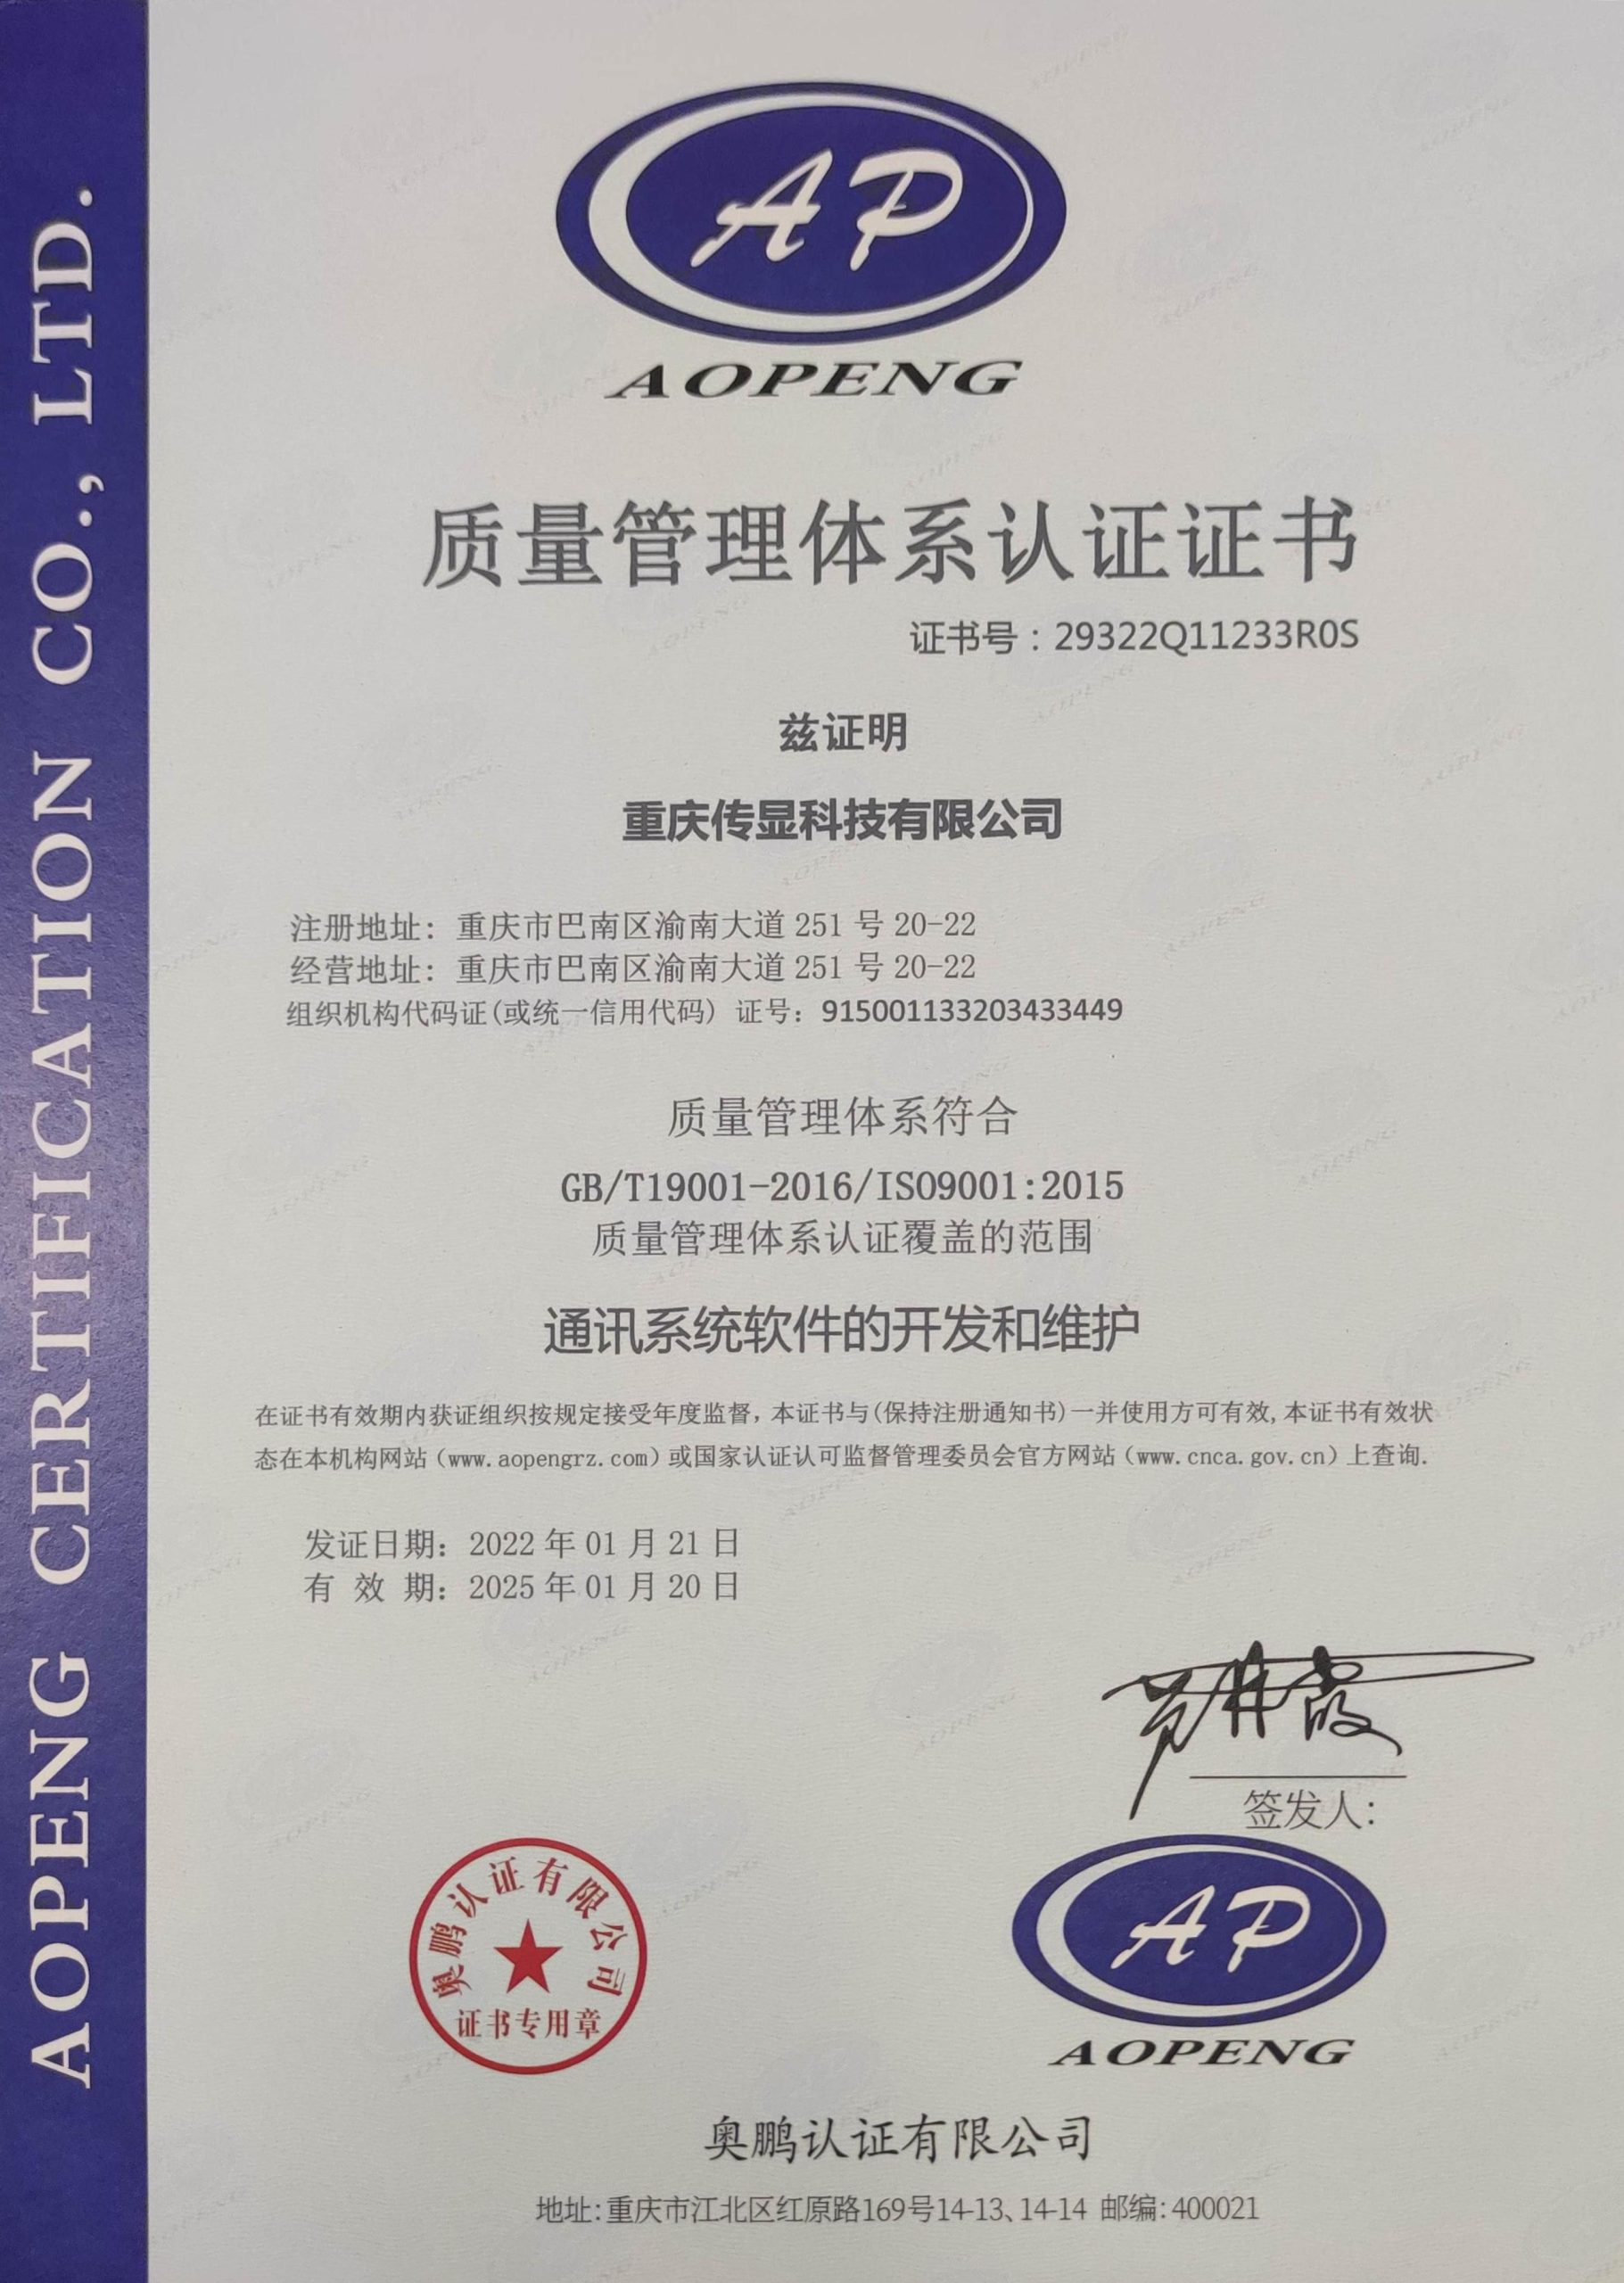 AOPENG CERTIFICATION CO., LTD.
AP
AOPENG
质量管理体系认证证书
证书号：29322Q11233R0S
兹证明
重庆传显科技有限公司
注册地址：重庆市巴南区渝南大道 251 号 20-22
经营地址：重庆市巴南区渝南大道 251 号 20-22
组织机构代码证(或统一信用代码) 证号：915001133203433449
质量管理体系符合
GB/T19001-2016/ISO9001:2015
质量管理体系认证覆盖的范围
通讯系统软件的开发和维护
在证书有效期内获证组织按规定接受年度监督，本证书与(保持注册通知书)一并使用方可有效,本证书有效状
态在本机构网站（www.aopengrz.com）或国家认证认可监督管理委员会官方网站（www.cnca.gov.cn）上查询.
发证日期：2022 年 01 月 21 日
有 效 期：2025 年 01 月 20 日
签发人：
奥鹏认证有限公司
证书专用章
AP
AOPENG
奥鹏认证有限公司
地址:重庆市江北区红原路169号14-13、14-14 邮编:400021